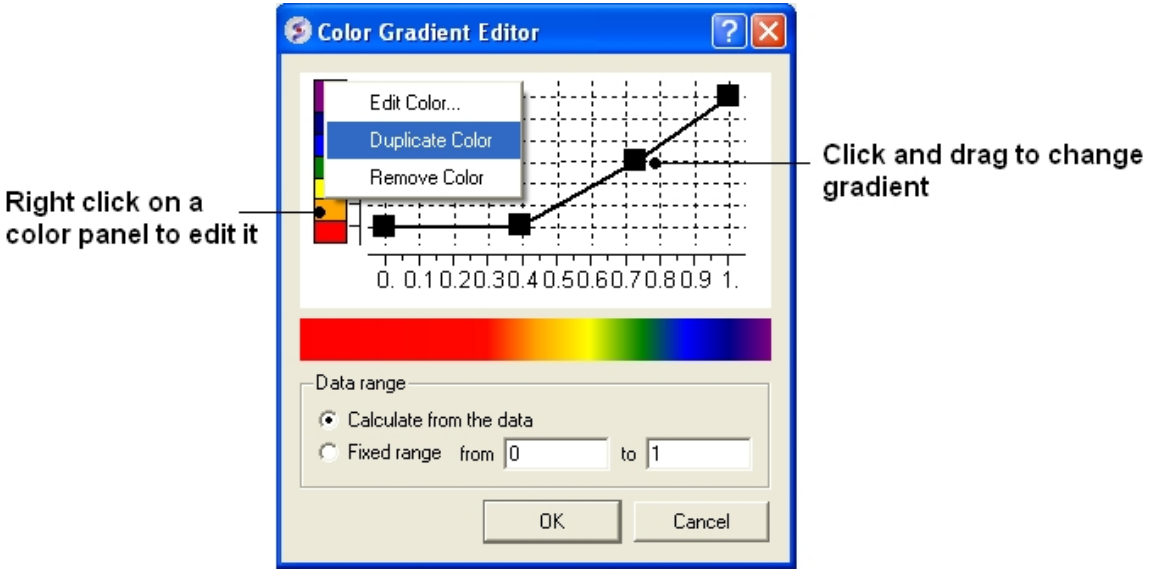 Color Gradient Editor
Edit Color...
Duplicate Color
Remove Color
Click and drag to change
gradient
Right click on a
color panel to edit it
0. 0.1 0.2 0.3 0.4 0.5 0.6 0.7 0.8 0.9 1.
Data range
Calculate from the data
Fixed range from 0 to 1
OK Cancel